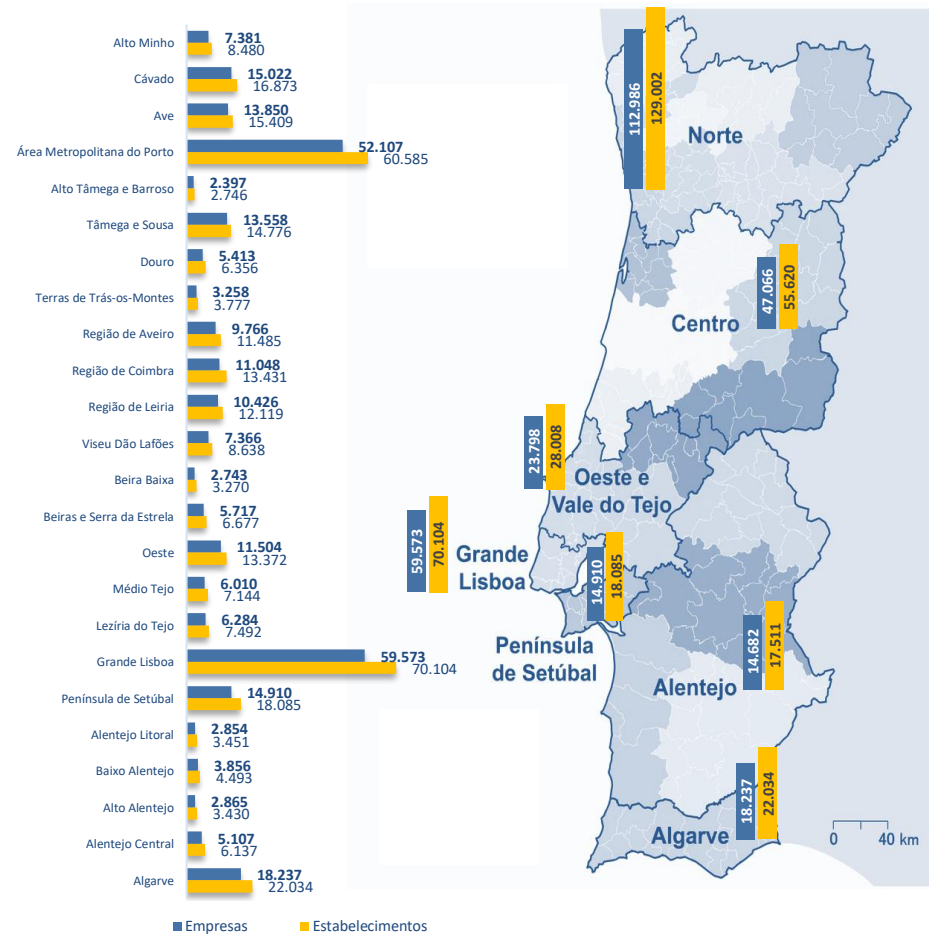 Alto Minho
7.381
8.480
Cávado
15.022
16.873
Ave
13.850
15.409
Área Metropolitana do Porto
52.107
60.585
Alto Tâmega e Barroso
2.397
2.746
Tâmega e Sousa
13.558
14.776
Douro
5.413
6.356
Terras de Trás-os-Montes
3.258
3.777
Região de Aveiro
9.766
11.485
Região de Coimbra
11.048
13.431
Região de Leiria
10.426
12.119
Viseu Dão Lafões
7.366
8.638
Beira Baixa
2.743
3.270
Beiras e Serra da Estrela
5.717
6.677
Oeste
11.504
13.372
Médio Tejo
6.010
7.144
Lezíria do Tejo
6.284
7.492
Grande Lisboa
59.573
70.104
Península de Setúbal
14.910
18.085
Alentejo Litoral
2.854
3.451
Baixo Alentejo
3.856
4.493
Alto Alentejo
2.865
3.430
Alentejo Central
5.107
6.137
Algarve
18.237
22.034
Empresas
Estabelecimentos
112.986
129.002
Norte
47.066
55.620
Centro
23.798
28.008
Oeste e
Vale do Tejo
59.573
70.104
Grande
Lisboa
14.910
18.085
Península
de Setúbal
14.682
17.511
Alentejo
18.237
22.034
Algarve
0 40 km